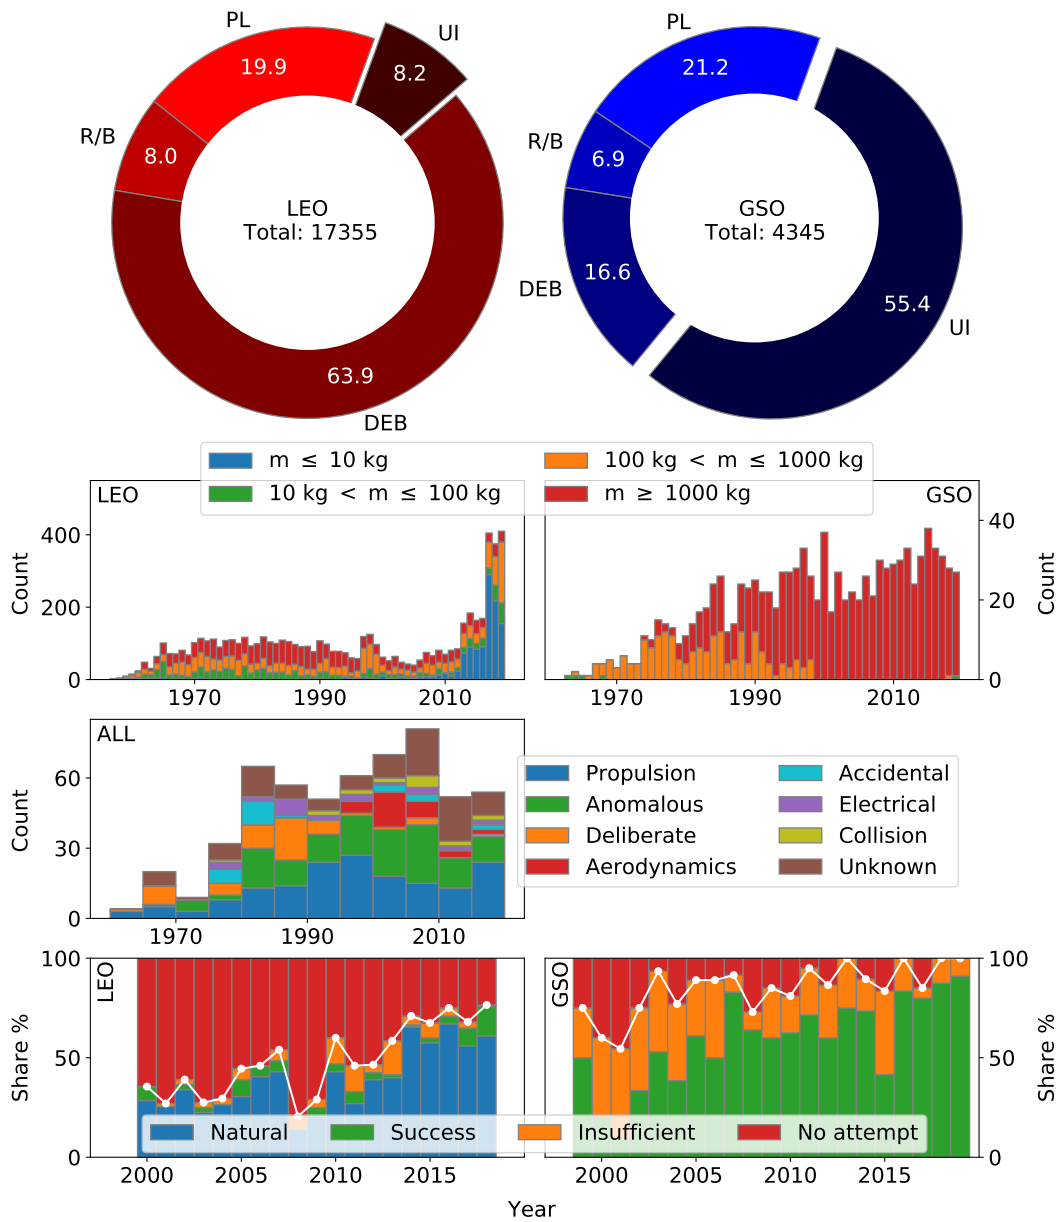 PL
UI
19.9
8.2
R/B
8.0
LEO
Total: 17355
63.9
DEB
PL
21.2
R/B
6.9
GSO
Total: 4345
16.6
DEB
55.4
UI
m ≤ 10 kg
100 kg < m ≤ 1000 kg
10 kg < m ≤ 100 kg
m ≥ 1000 kg
LEO
Count
400
200
0
1970
1990
2010
GSO
Count
40
20
0
1970
1990
2010
ALL
Count
60
30
0
1970
1990
2010
Propulsion
Anomalous
Deliberate
Aerodynamics
Accidental
Electrical
Collision
Unknown
LEO
Share %
100
50
0
2000
2005
2010
2015
GSO
Share %
100
50
0
2000
2005
2010
2015
Natural
Success
Insufficient
No attempt
Year